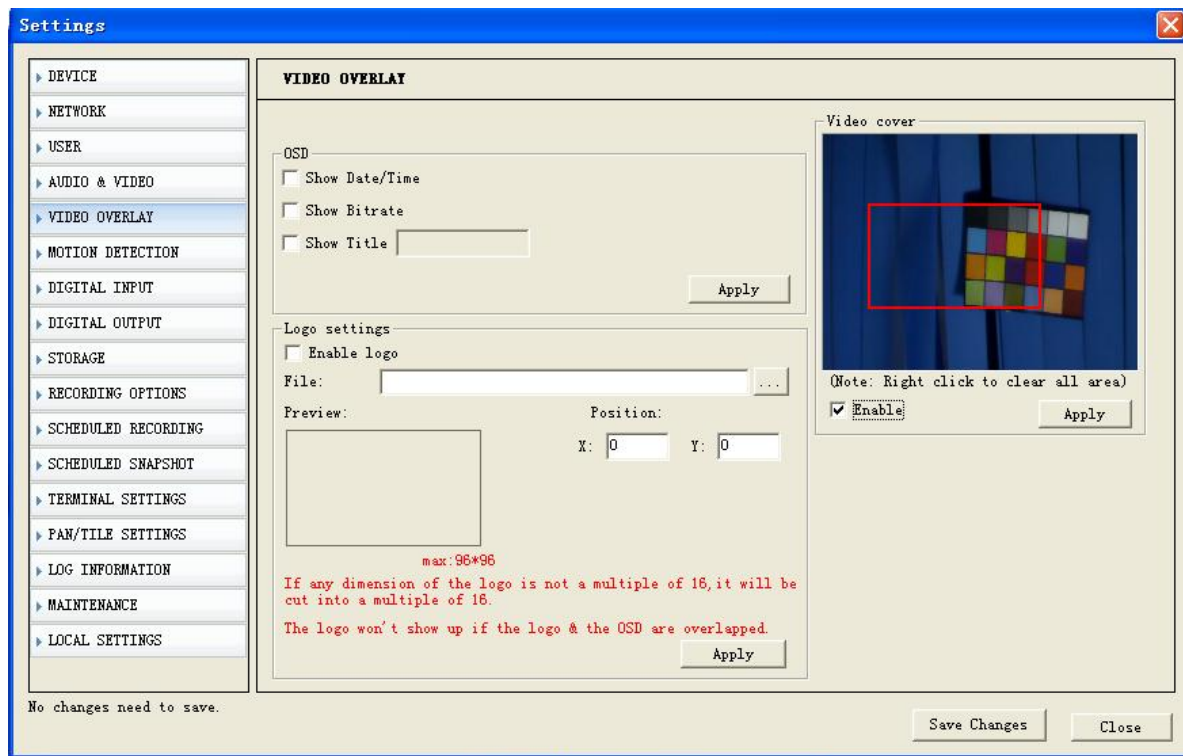 Settings
DEVICE
NETWORK
USER
AUDIO & VIDEO
VIDEO OVERLAY
MOTION DETECTION
DIGITAL INPUT
DIGITAL OUTPUT
STORAGE
RECORDING OPTIONS
SCHEDULED RECORDING
SCHEDULED SNAPSHOT
TERMINAL SETTINGS
PAN/TILE SETTINGS
LOG INFORMATION
MAINTENANCE
LOCAL SETTINGS
VIDEO OVERLAY
OSD
Show Date/Time
Show Bitrate
Show Title
Apply
Logo settings
Enable logo
File:
...
Preview:
Position:
X: 0 Y: 0
max:96*96
If any dimension of the logo is not a multiple of 16,it will be
cut into a multiple of 16.
The logo won't show up if the logo & the OSD are overlapped.
Apply
Video cover
(Note: Right click to clear all area)
Enable
Apply
No changes need to save.
Save Changes
Close